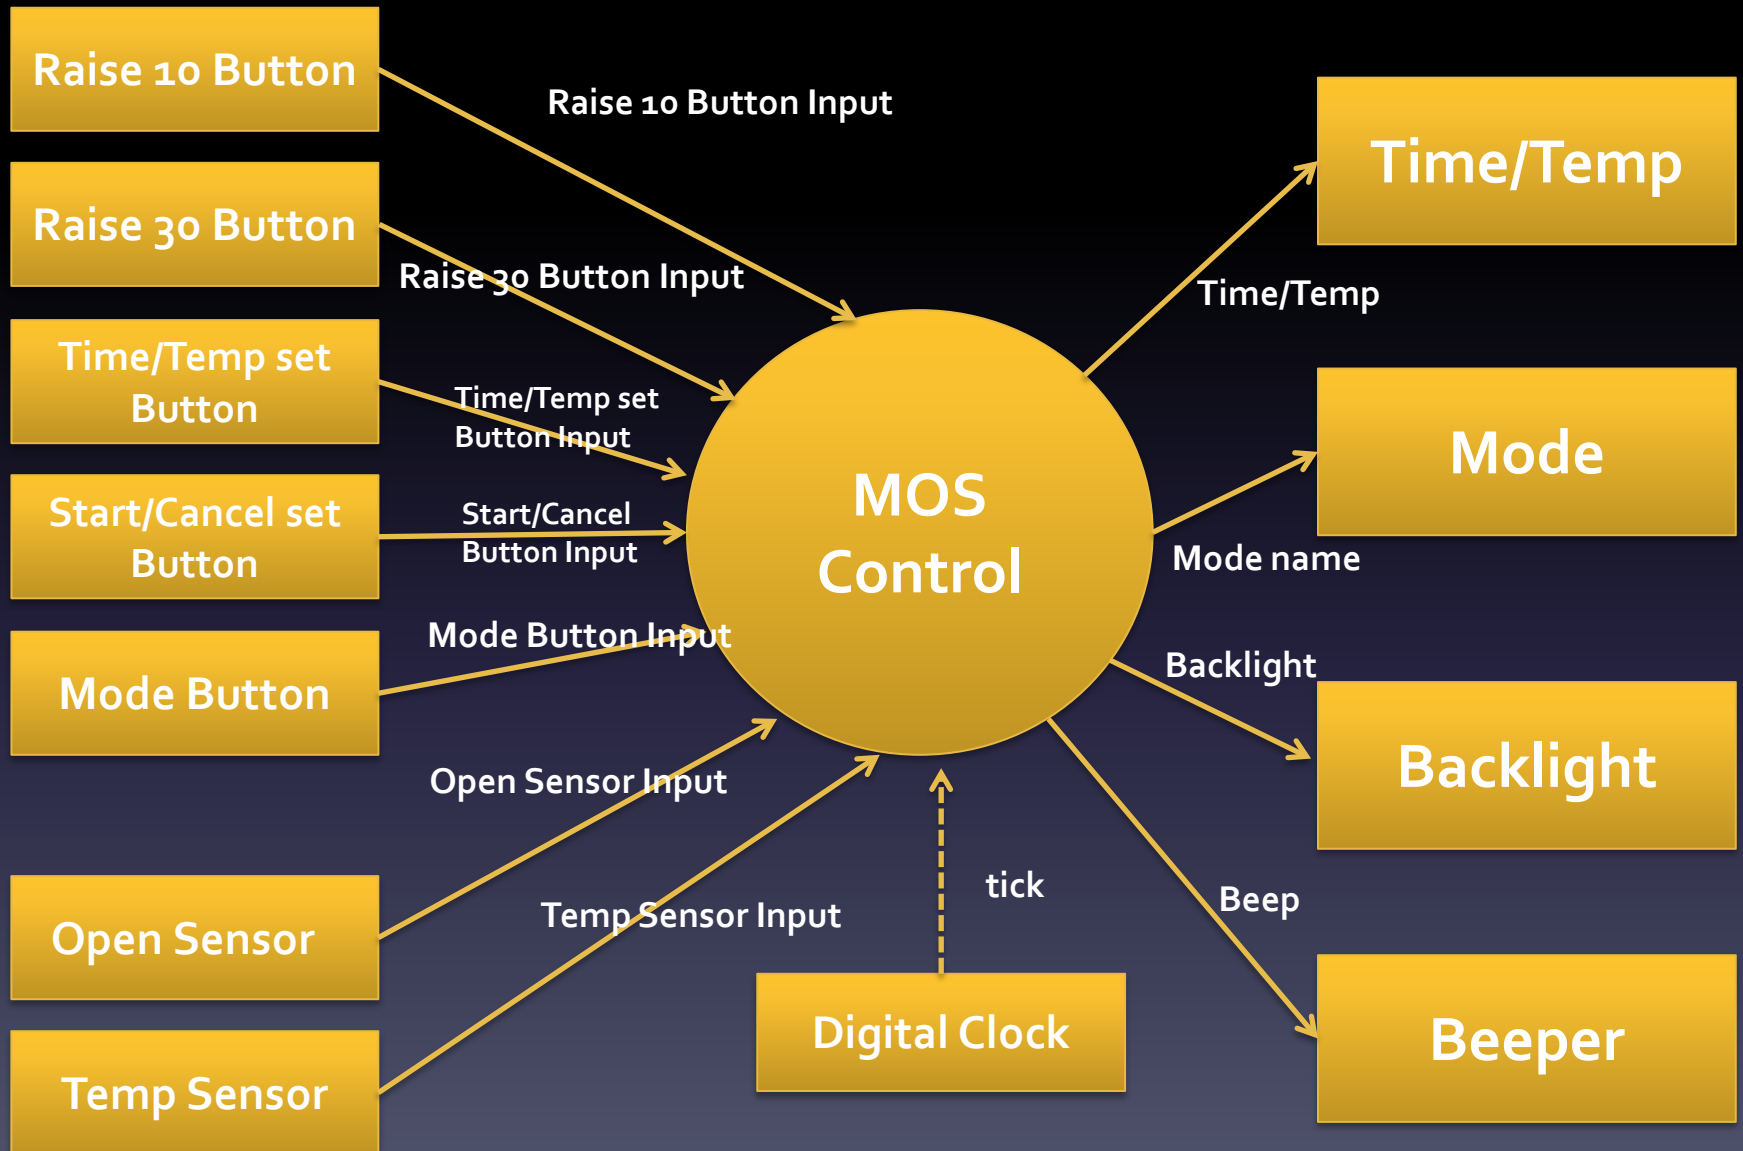 Raise 10 Button
Raise 10 Button Input
Time/Temp
Raise 30 Button
Raise 30 Button Input
Time/Temp
Time/Temp set
Button
Time/Temp set
Button Input
Start/Cancel set
Button
Start/Cancel
Button Input
MOS
Control
Mode
Mode name
Mode Button
Mode Button Input
Backlight
Backlight
Open Sensor
Open Sensor Input
Temp Sensor
Temp Sensor Input
tick
Digital Clock
Beep
Beeper